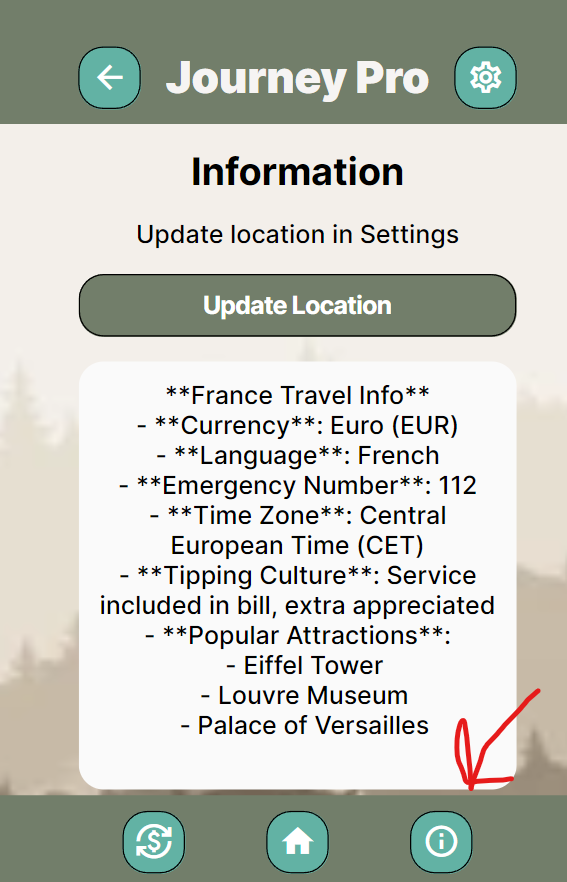 Journey Pro
Information
Update location in Settings
Update Location
**France Travel Info**
- **Currency**: Euro (EUR)
- **Language**: French
- **Emergency Number**: 112
- **Time Zone**: Central
European Time (CET)
- **Tipping Culture**: Service
included in bill, extra appreciated
- **Popular Attractions**:
- Eiffel Tower
- Louvre Museum
- Palace of Versailles